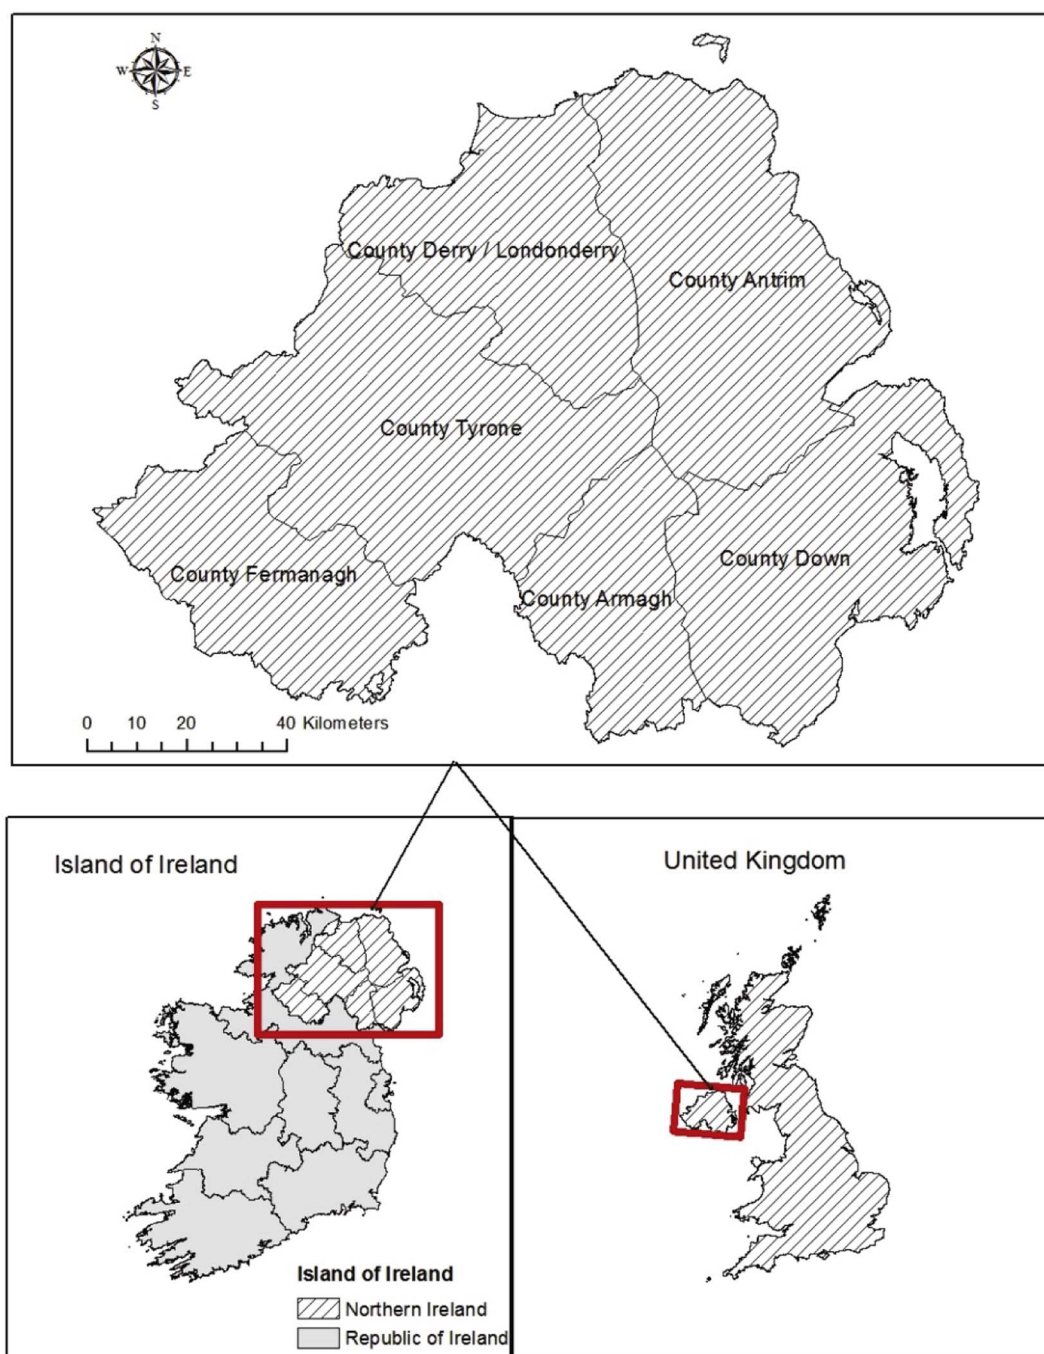 N
W E
S
County Derry / Londonderry
County Antrim
County Tyrone
County Down
County Fermanagh
County Armagh
0 10 20 40 Kilometers
Island of Ireland
United Kingdom
Island of Ireland
Northern Ireland
Republic of Ireland